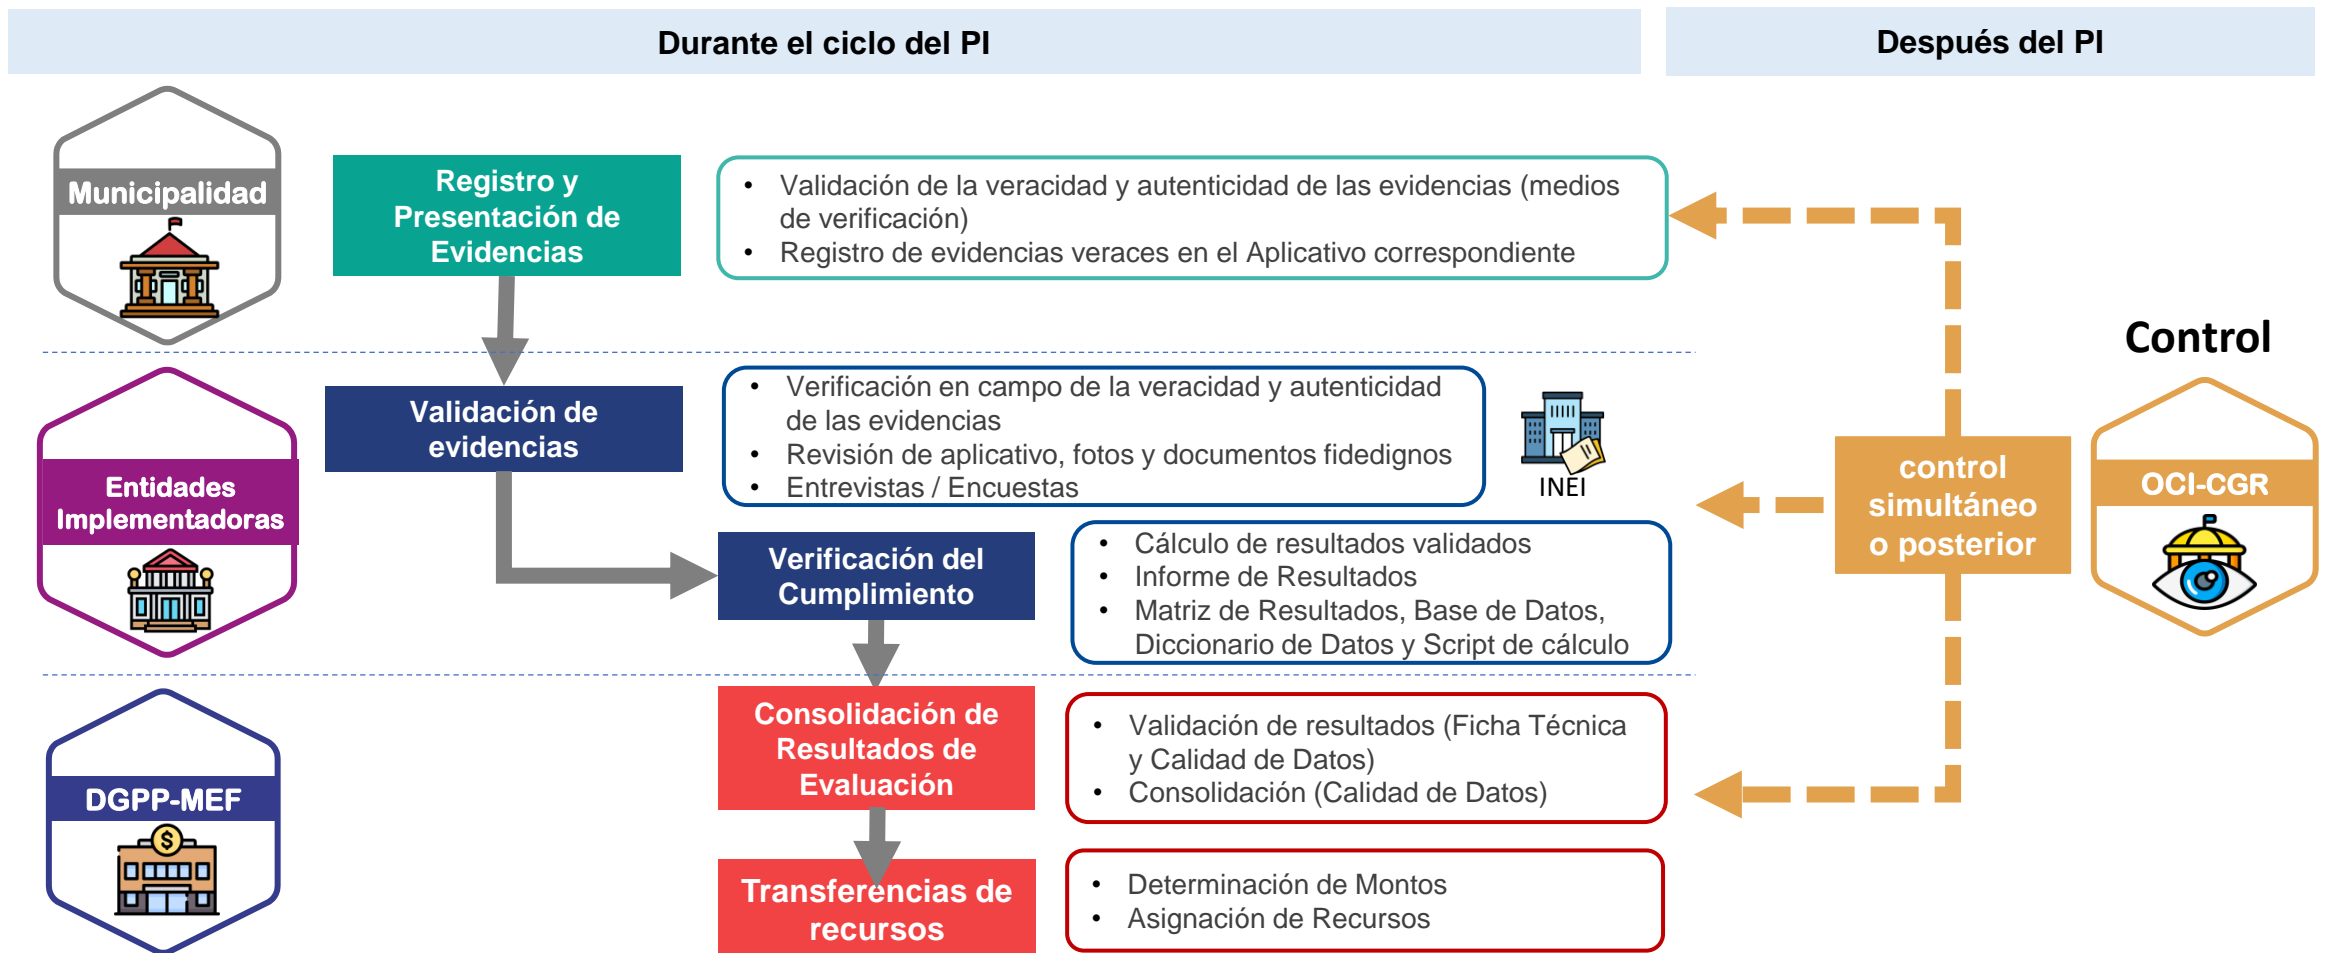 Durante el ciclo del PI
Después del PI
Municipalidad
Registro y
Presentación de
Evidencias
• Validación de la veracidad y autenticidad de las evidencias (medios
de verificación)
• Registro de evidencias veraces en el Aplicativo correspondiente
Entidades
Implementadoras
Validación de
evidencias
• Verificación en campo de la veracidad y autenticidad
de las evidencias
• Revisión de aplicativo, fotos y documentos fidedignos
• Entrevistas / Encuestas
INEI
Verificación del
Cumplimiento
• Cálculo de resultados validados
• Informe de Resultados
• Matriz de Resultados, Base de Datos,
Diccionario de Datos y Script de cálculo
DGPP-MEF
Consolidación de
Resultados de
Evaluación
• Validación de resultados (Ficha Técnica
y Calidad de Datos)
• Consolidación (Calidad de Datos)
Transferencias de
recursos
• Determinación de Montos
• Asignación de Recursos
control
simultáneo
o posterior
Control
OCI-CGR